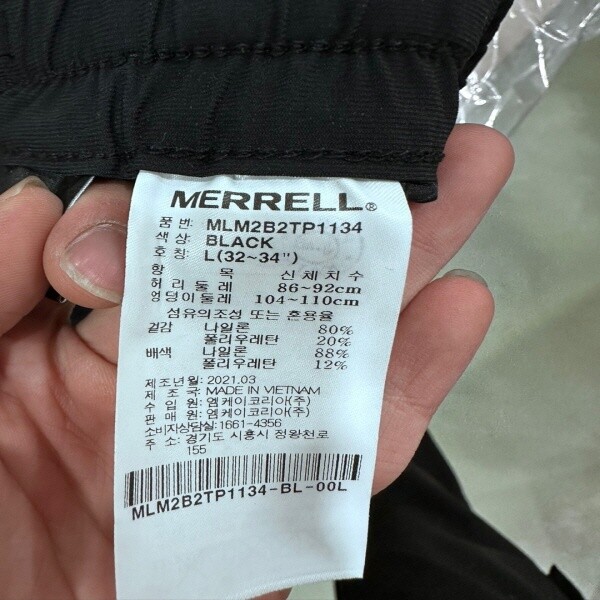 MERRELL®
품 번: MLM2B2TP1134
색 상: BLACK
호 칭: L(32~34")
항 목 신 체 치 수
허 리 둘 레 86~92cm
엉덩이둘레 104~110cm
섬유의조성 또는 혼용율
겉감 나일론 80%
폴리우레탄 20%
배색 나일론 88%
폴리우레탄 12%
제조년월: 2021.03
제 조 국: MADE IN VIETNAM
수 입 원: 엠케이코리아(주)
판 매 원: 엠케이코리아(주)
소비자상담실: 1661-4356
주 소: 경기도 시흥시 정왕천로
155
MLM2B2TP1134-BL-00L